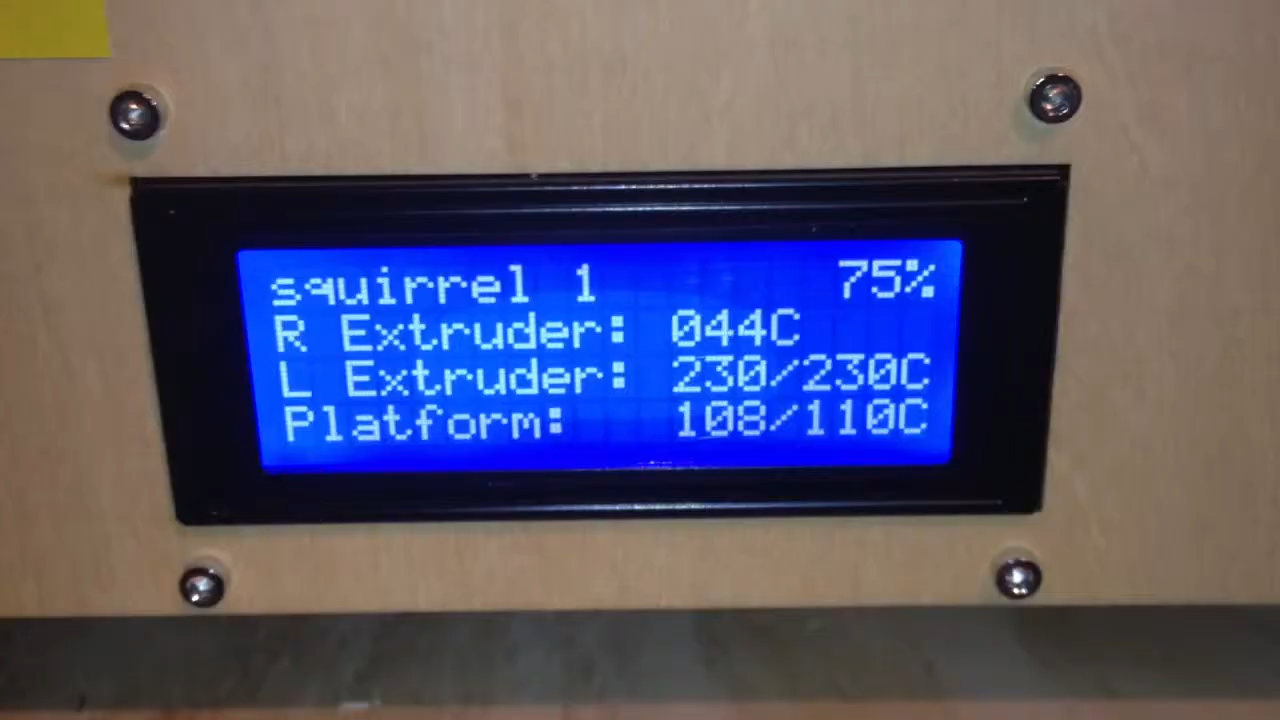 squirrel 1 75%
R Extruder: 044C
L Extruder: 230/230C
Platform: 108/110C